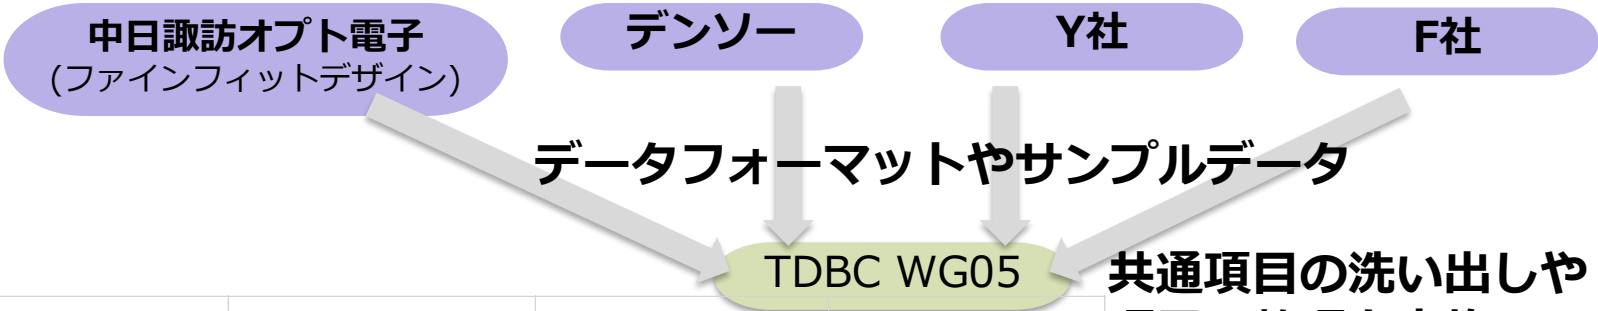 中日諏訪オプト電子
(ファインフィットデザイン)
デンソー
Y社
F社
データフォーマットやサンプルデータ
TDBC WG05
共通項目の洗い出しや